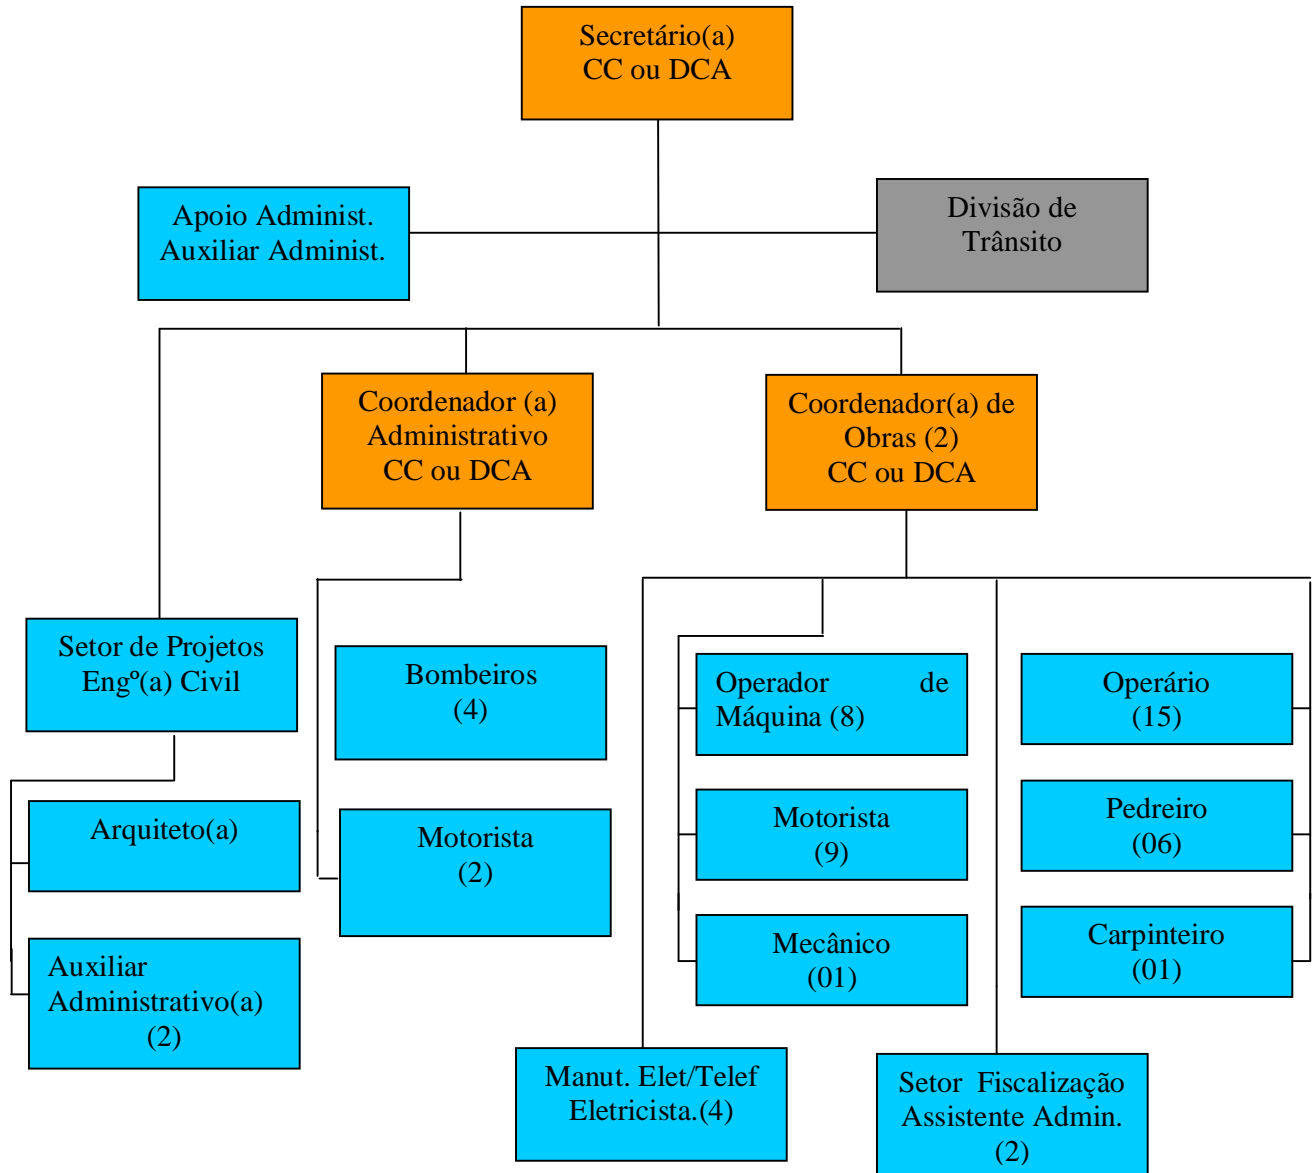 Secretário(a)
CC ou DCA
Apoio Administ.
Auxiliar Administ.
Divisão de
Trânsito
Coordenador (a)
Administrativo
CC ou DCA
Coordenador(a) de
Obras (2)
CC ou DCA
Setor de Projetos
Engº(a) Civil
Bombeiros
(4)
Operador de
Máquina (8)
Operário
(15)
Arquiteto(a)
Motorista
(2)
Motorista
(9)
Pedreiro
(06)
Auxiliar
Administrativo(a)
(2)
Mecânico
(01)
Carpinteiro
(01)
Manut. Elet/Telef
Eletricista.(4)
Setor Fiscalização
Assistente Admin.
(2)